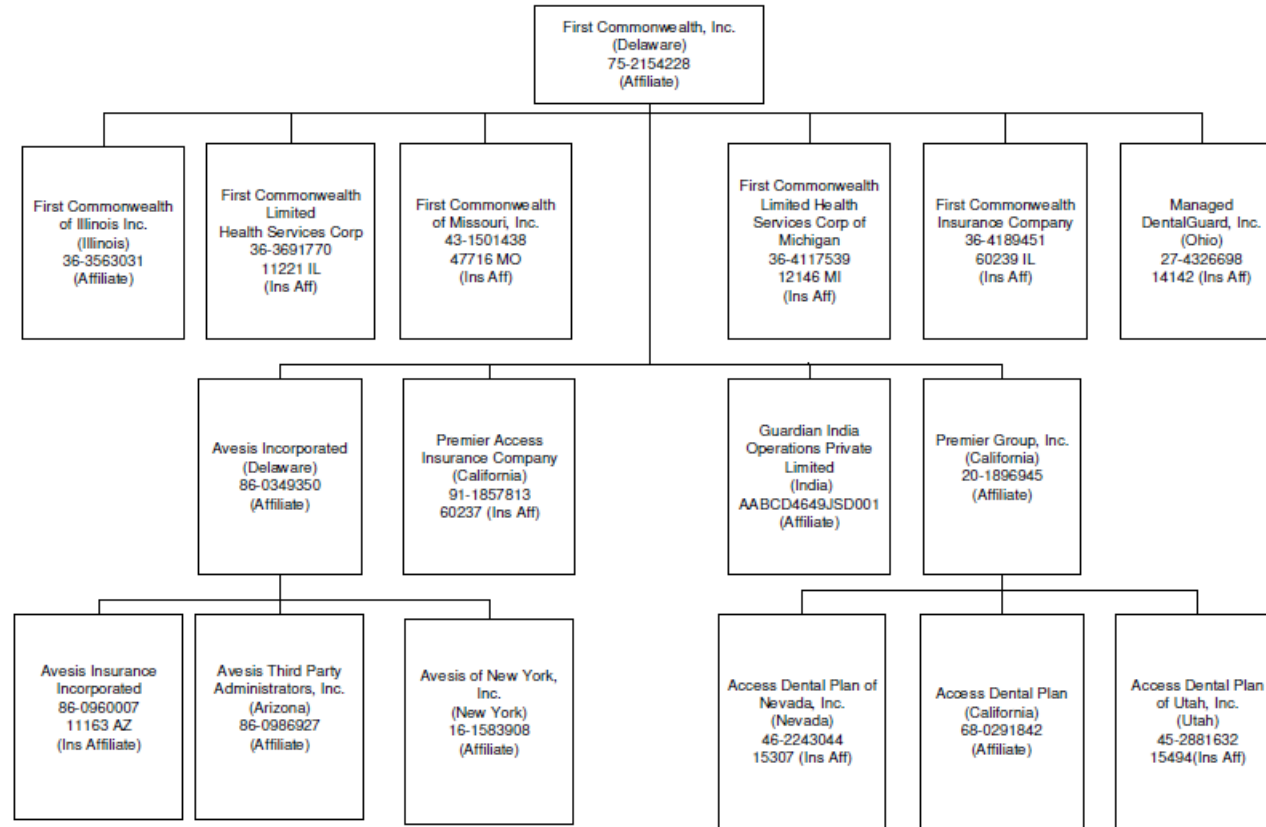 First Commonwealth, Inc.
(Delaware)
75-2154228
(Affiliate)
First Commonwealth
of Illinois Inc.
(Illinois)
36-3563031
(Affiliate)
First Commonwealth
Limited
Health Services Corp
36-3691770
11221 IL
(Ins Aff)
First Commonwealth
of Missouri, Inc.
43-1501438
47716 MO
(Ins Aff)
First Commonwealth
Limited Health
Services Corp of
Michigan
36-4117539
12146 MI
(Ins Aff)
First Commonwealth
Insurance Company
36-4189451
60239 IL
(Ins Aff)
Managed
DentalGuard, Inc.
(Ohio)
27-4326698
14142 (Ins Aff)
Avesis Incorporated
(Delaware)
86-0349350
(Affiliate)
Premier Access
Insurance Company
(California)
91-1857813
60237 (Ins Aff)
Guardian India
Operations Private
Limited
(India)
AABCD4649JSD001
(Affiliate)
Premier Group, Inc.
(California)
20-1896945
(Affiliate)
Avesis Insurance
Incorporated
86-0960007
11163 AZ
(Ins Affiliate)
Avesis Third Party
Administrators, Inc.
(Arizona)
86-0986927
(Affiliate)
Avesis of New York,
Inc.
(New York)
16-1583908
(Affiliate)
Access Dental Plan of
Nevada, Inc.
(Nevada)
46-2243044
15307 (Ins Aff)
Access Dental Plan
(California)
68-0291842
(Affiliate)
Access Dental Plan
of Utah, Inc.
(Utah)
45-2881632
15494(Ins Aff)